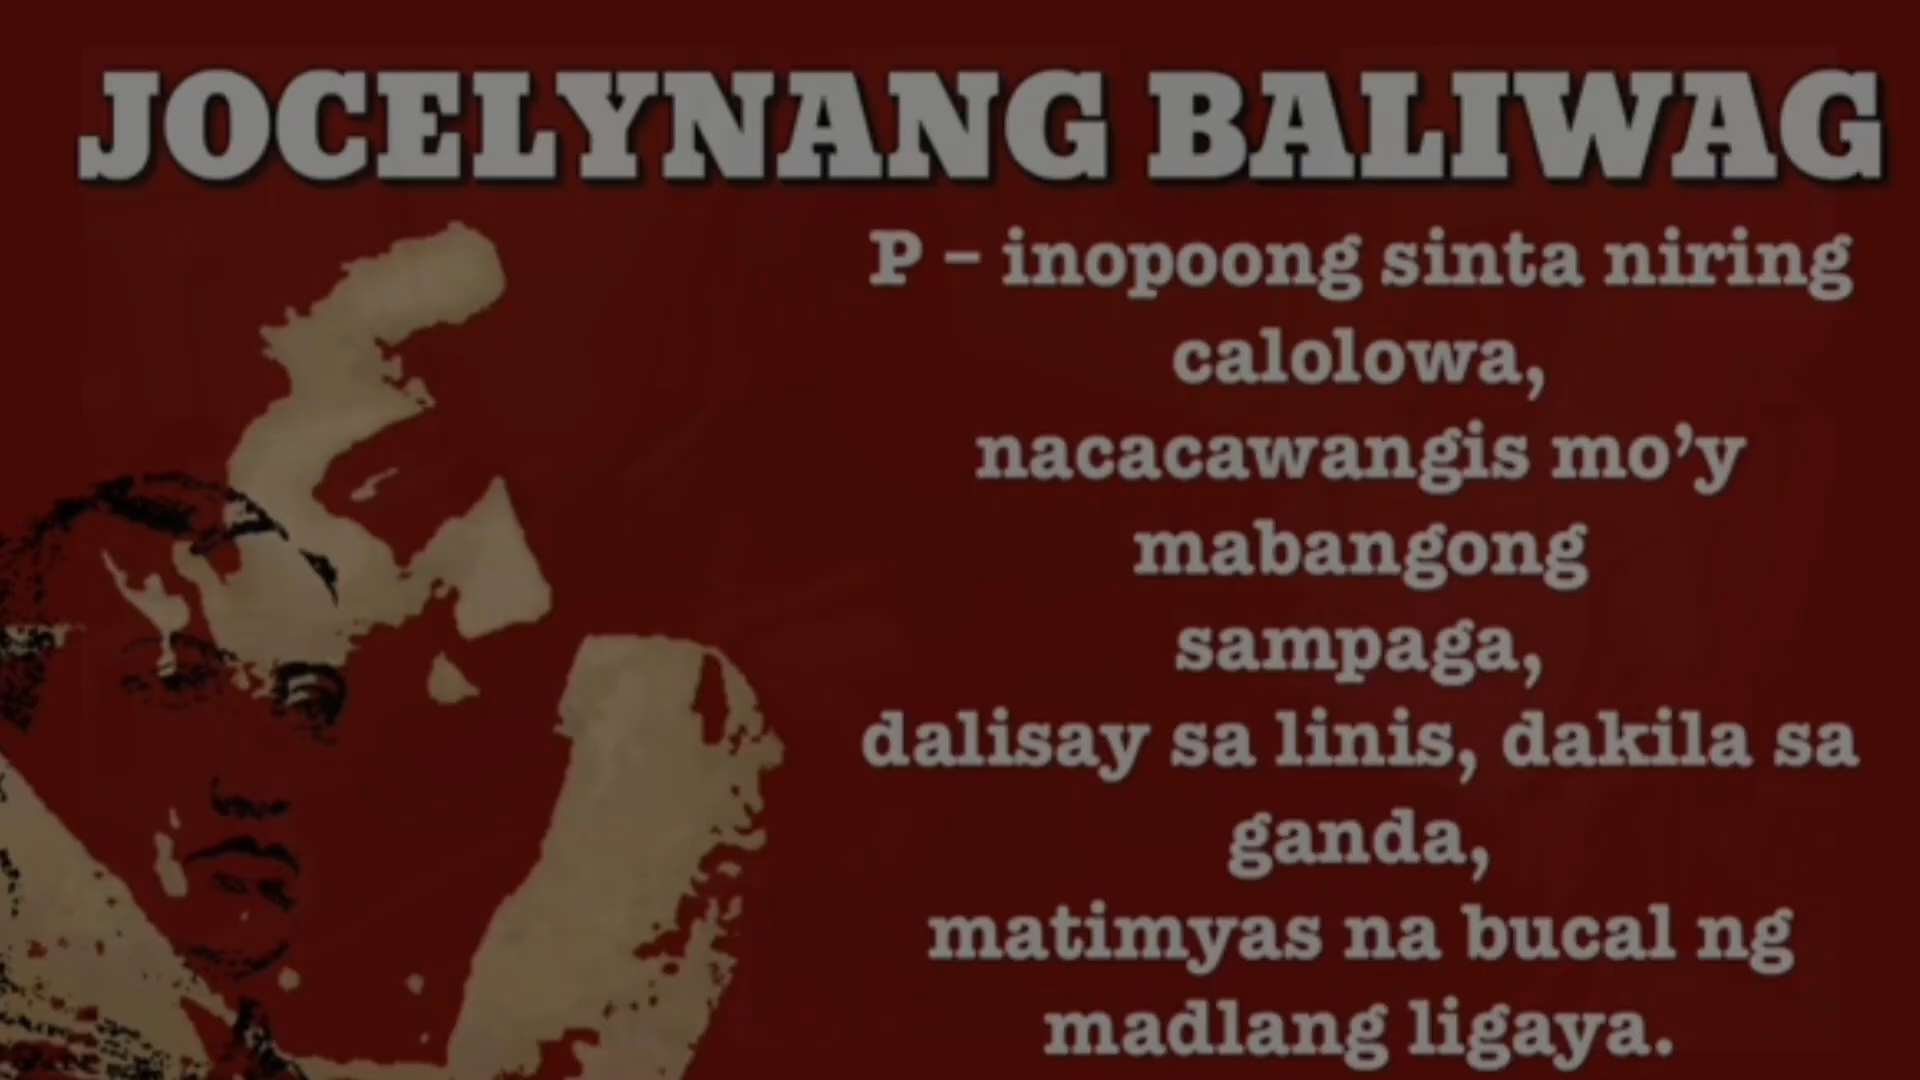 JOCELYNANG BALIWAG
P – inopoong sinta niring
calolowa,
nacacawangis mo’y
mabangong
sampaga,
dalisay sa linis, dakila sa
ganda,
matimyas na bucal ng
madlang ligaya.